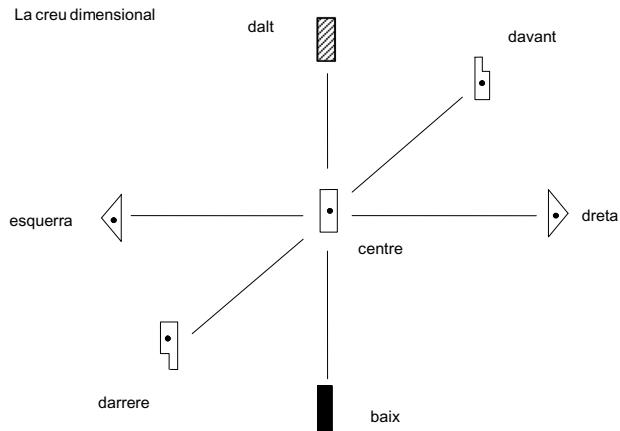 La creu dimensional
dalt
davant
esquerra
dreta
centre
darrere
baix